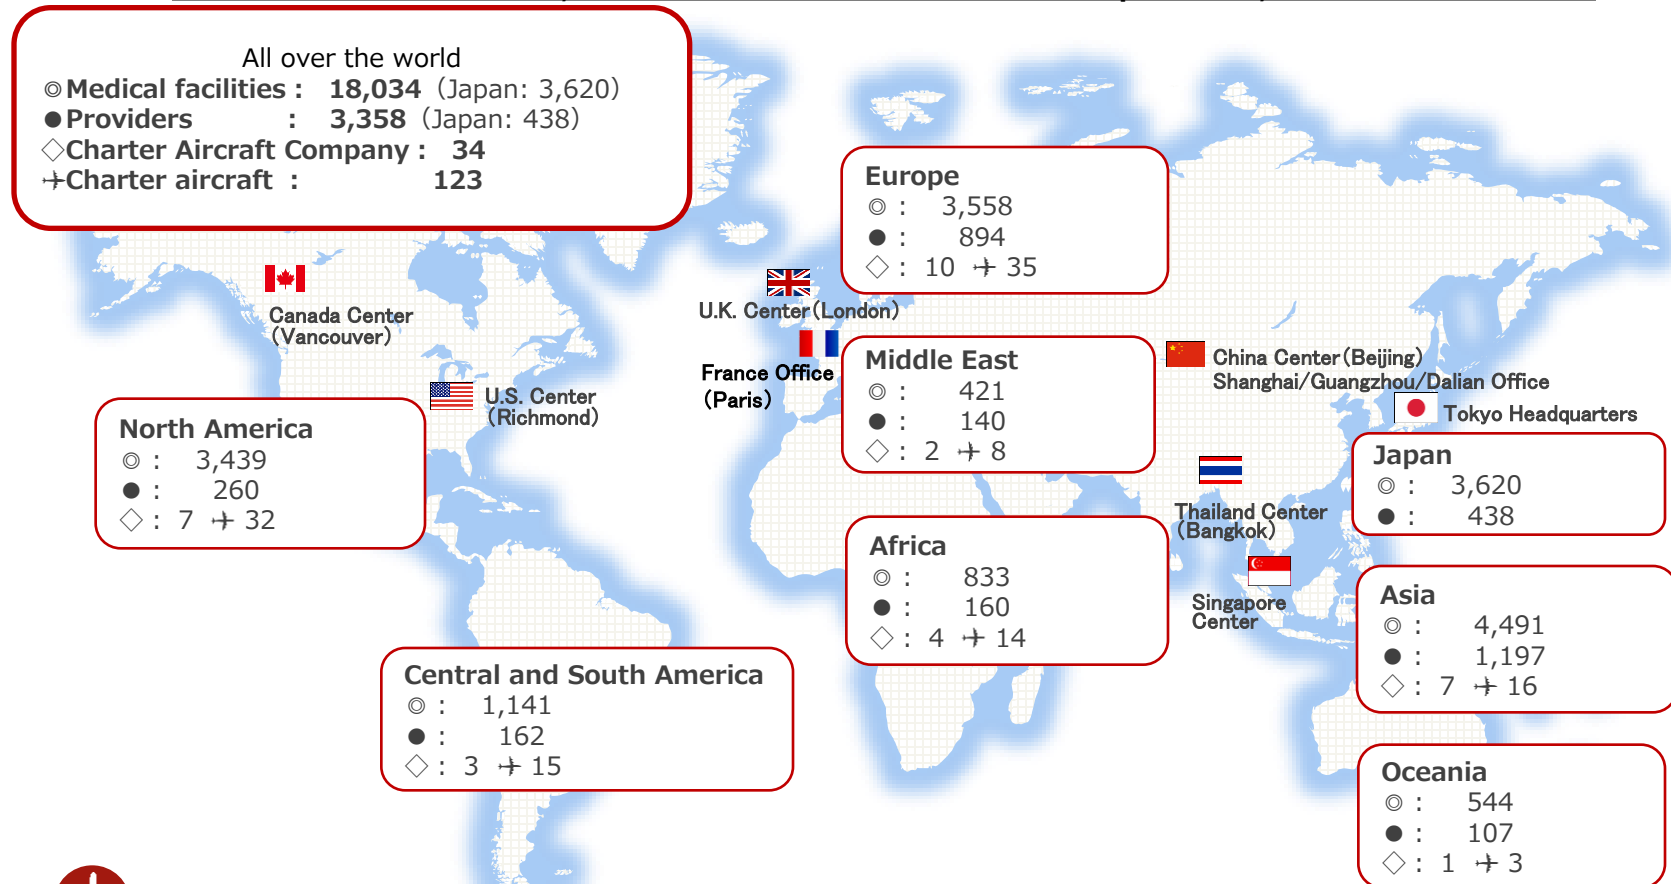 All over the world
◎Medical facilities : 18,034 (Japan: 3,620)
●Providers : 3,358 (Japan: 438)
◇Charter Aircraft Company : 34
✈Charter aircraft : 123
Europe
◎ : 3,558
● : 894
◇ : 10 ✈ 35
Canada Center
(Vancouver)
U.K. Center(London)
France Office
(Paris)
Middle East
◎ : 421
● : 140
◇ : 2 ✈ 8
China Center(Beijing)
Shanghai/Guangzhou/Dalian Office
U.S. Center
(Richmond)
Tokyo Headquarters
North America
◎ : 3,439
● : 260
◇ : 7 ✈ 32
Japan
◎ : 3,620
● : 438
Thailand Center
(Bangkok)
Africa
◎ : 833
● : 160
◇ : 4 ✈ 14
Singapore
Center
Asia
◎ : 4,491
● : 1,197
◇ : 7 ✈ 16
Central and South America
◎ : 1,141
● : 162
◇ : 3 ✈ 15
Oceania
◎ : 544
● : 107
◇ : 1 ✈ 3